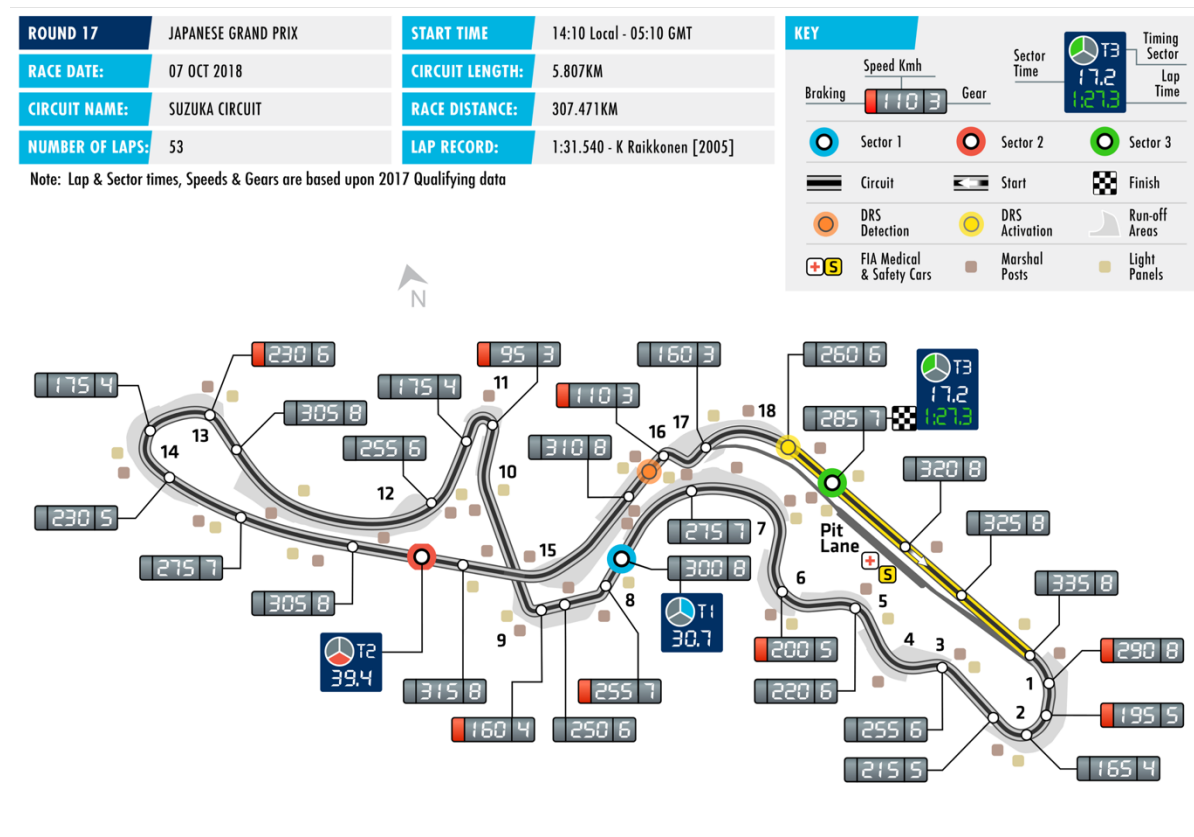 ROUND 17 JAPANESE GRAND PRIX
RACE DATE: 07 OCT 2018
CIRCUIT NAME: SUZUKA CIRCUIT
NUMBER OF LAPS: 53
START TIME 14:10 Local - 05:10 GMT
CIRCUIT LENGTH: 5.807KM
RACE DISTANCE: 307.471KM
LAP RECORD: 1:31.540 - K Raikkonen [2005]
Note: Lap & Sector times, Speeds & Gears are based upon 2017 Qualifying data
KEY
Speed Kmh
Braking 110 3 Gear
Sector Time
T3
17.2
1:27.3
Timing Sector
Lap Time
Sector 1
Sector 2
Sector 3
Circuit
Start
Finish
DRS Detection
DRS Activation
Run-off Areas
S
FIA Medical & Safety Cars
Marshal Posts
Light Panels
N
230 6
95 3
160 3
260 6
T3
17.2
1:27.3
175 4
175 4
11
110 3
17
18
285 7
305 8
13
16
14
255 6
310 8
320 8
12
10
230 5
275 7
7
Pit Lane
325 8
275 7
15
S
300 8
6
335 8
305 8
8
5
T1
30.7
9
4
3
T2
39.4
200 5
290 8
315 8
255 7
220 6
1
2
195 5
160 4
250 6
255 6
215 5
165 4